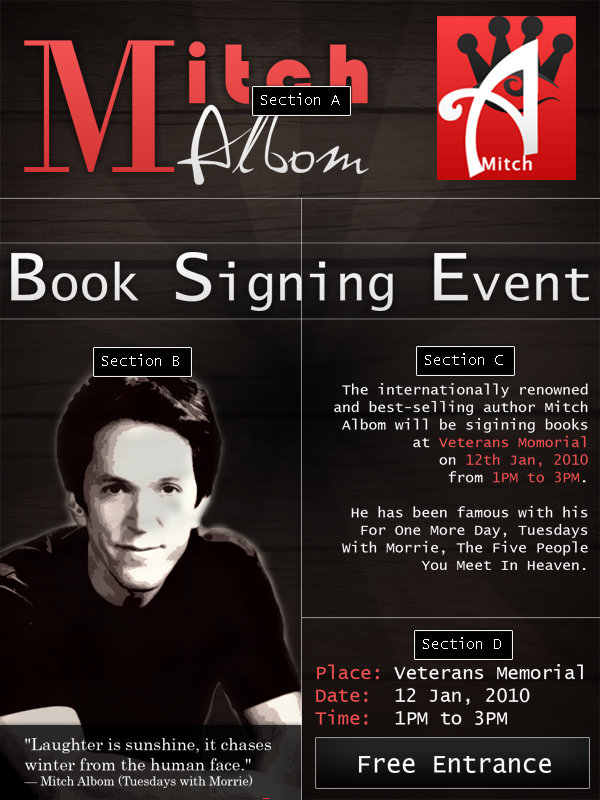 Mitch
Section A
Albom
Mitch
Book Signing Event
Section B
"Laughter is sunshine, it chases
winter from the human face."
— Mitch Albom (Tuesdays with Morrie)
Section C
The internationally renowned
and best-selling author Mitch
Albom will be sigining books
at Veterans Momorial
on 12th Jan, 2010
from 1PM to 3PM.
He has been famous with his
For One More Day, Tuesdays
With Morrie, The Five People
You Meet In Heaven.
Section D
Place: Veterans Memorial
Date: 12 Jan, 2010
Time: 1PM to 3PM
Free Entrance